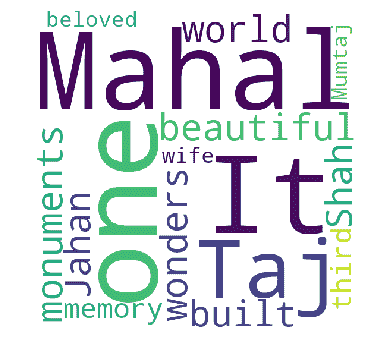 beloved
world
Mahal
Mumtaj
one
beautiful
It
wife
monuments
Jahan
wonders
Shah
Taj
third
memory
built